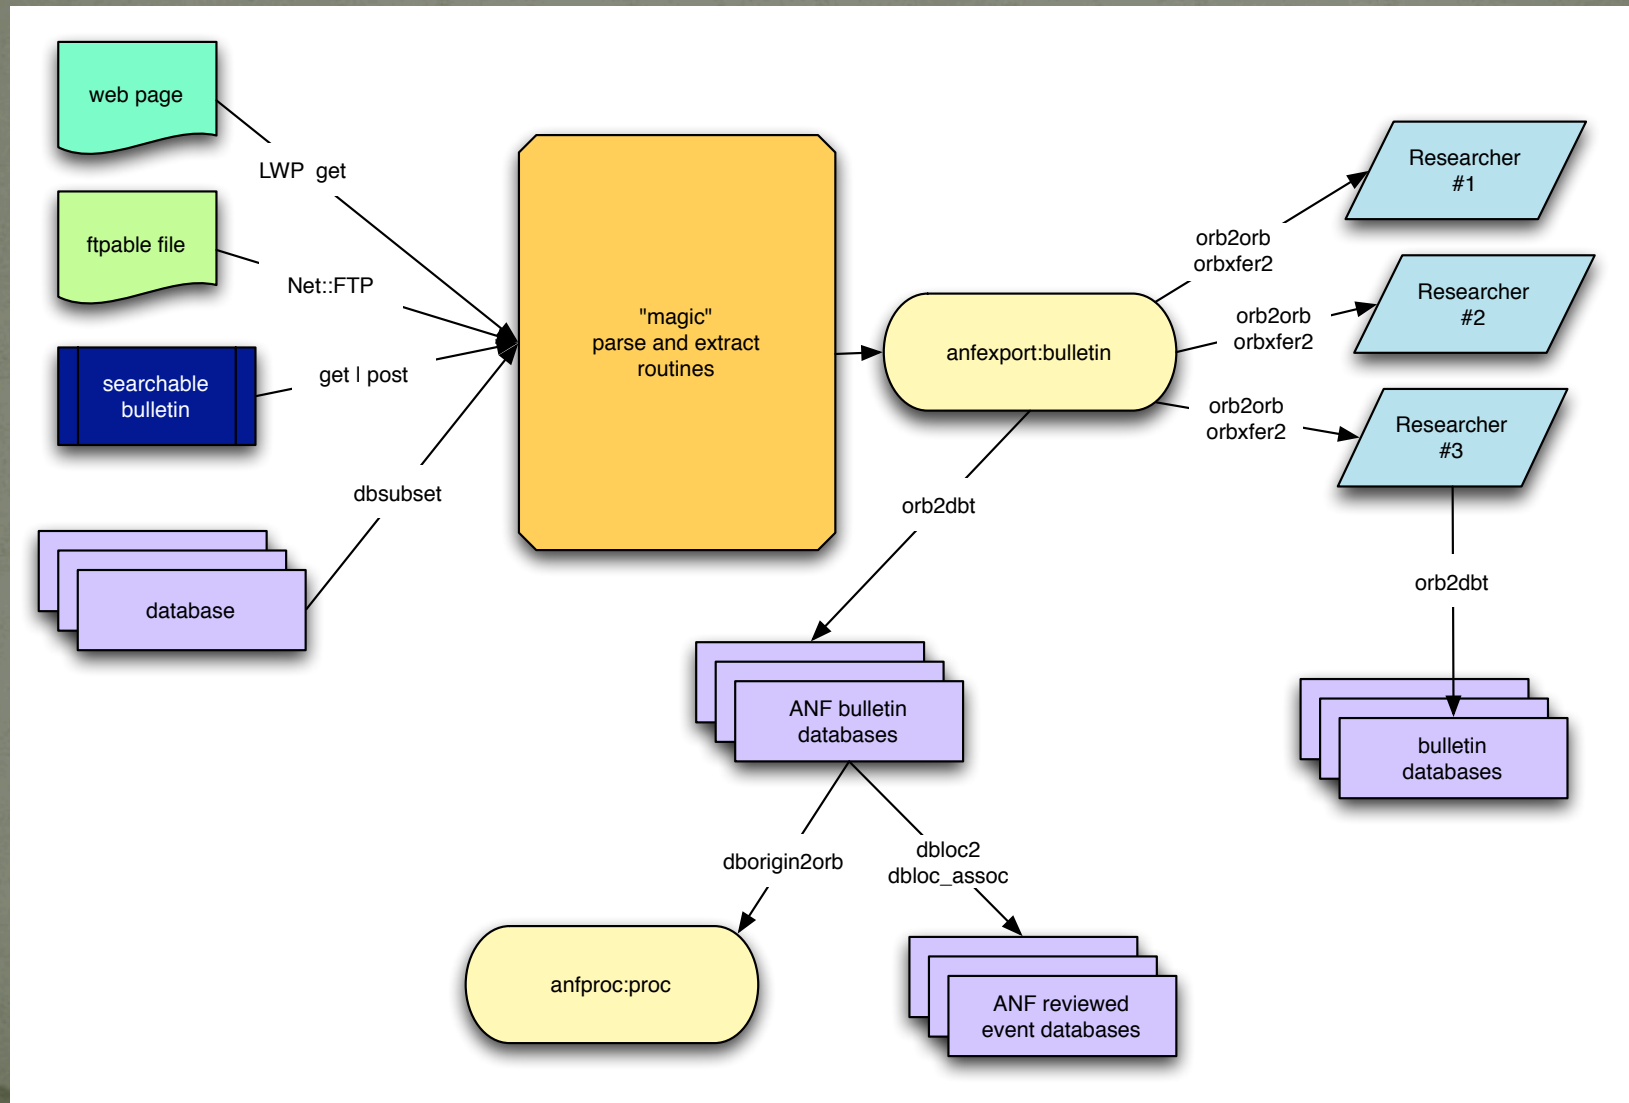 web page
LWP  get
ftpable file
Net::FTP
searchable
bulletin
get | post
dbsubset
database
"magic"
parse and extract
routines
anfexport:bulletin
orb2orb
orbxfer2
Researcher
#1
orb2orb
orbxfer2
Researcher
#2
orb2orb
orbxfer2
Researcher
#3
orb2dbt
orb2dbt
ANF bulletin
databases
bulletin
databases
dborigin2orb
dbloc2
dbloc_assoc
anfproc:proc
ANF reviewed
event databases